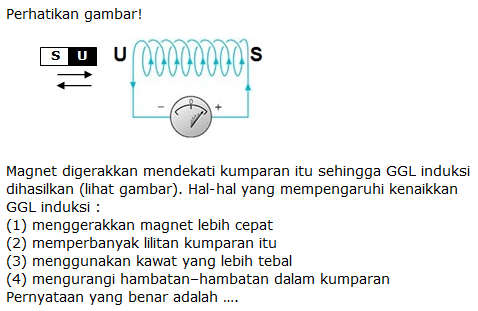 Perhatikan gambar!
S U U S
− 0 +
Magnet digerakkan mendekati kumparan itu sehingga GGL induksi
dihasilkan (lihat gambar). Hal-hal yang mempengaruhi kenaikkan
GGL induksi :
(1) menggerakkan magnet lebih cepat
(2) memperbanyak lilitan kumparan itu
(3) menggunakan kawat yang lebih tebal
(4) mengurangi hambatan–hambatan dalam kumparan
Pernyataan yang benar adalah ....